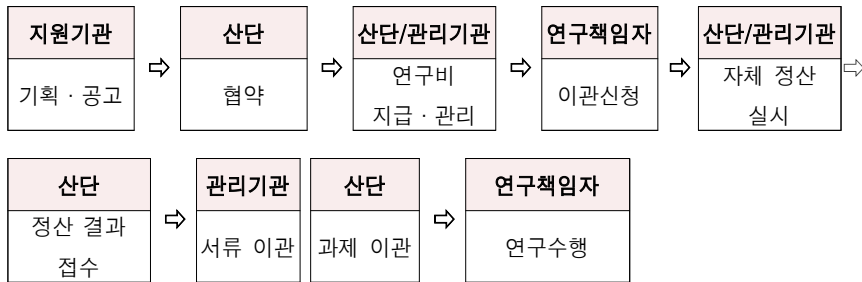 지원기관
산단
산단/관리기관
연구책임자
산단/관리기관
기획 · 공고
⇨
협약
⇨
연구비
지급 · 관리
⇨
이관신청
⇨
자체 정산
실시
⇨
산단
관리기관
산단
연구책임자
정산 결과
접수
⇨
서류 이관
과제 이관
⇨
연구수행